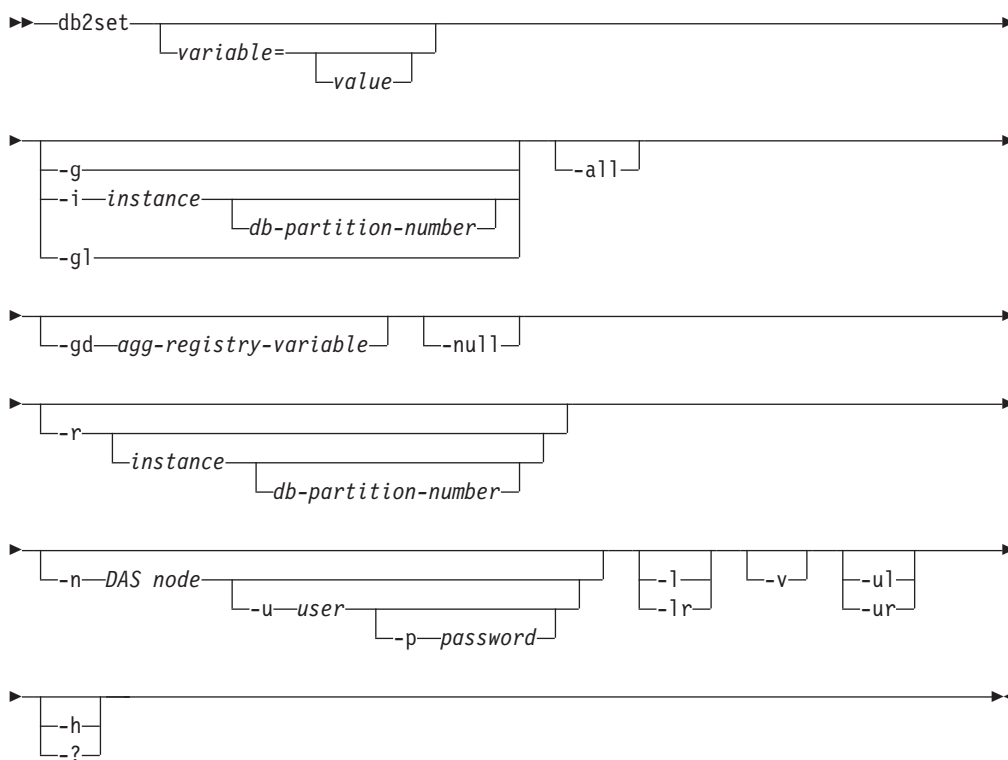 db2set
variable=
value
-g
-all
-i instance
db-partition-number
-gl
-gd agg-registry-variable
-null
-r
instance
db-partition-number
-n DAS node
-l
-v
-ul
-u user
-lr
-ur
-p password
-h
-?